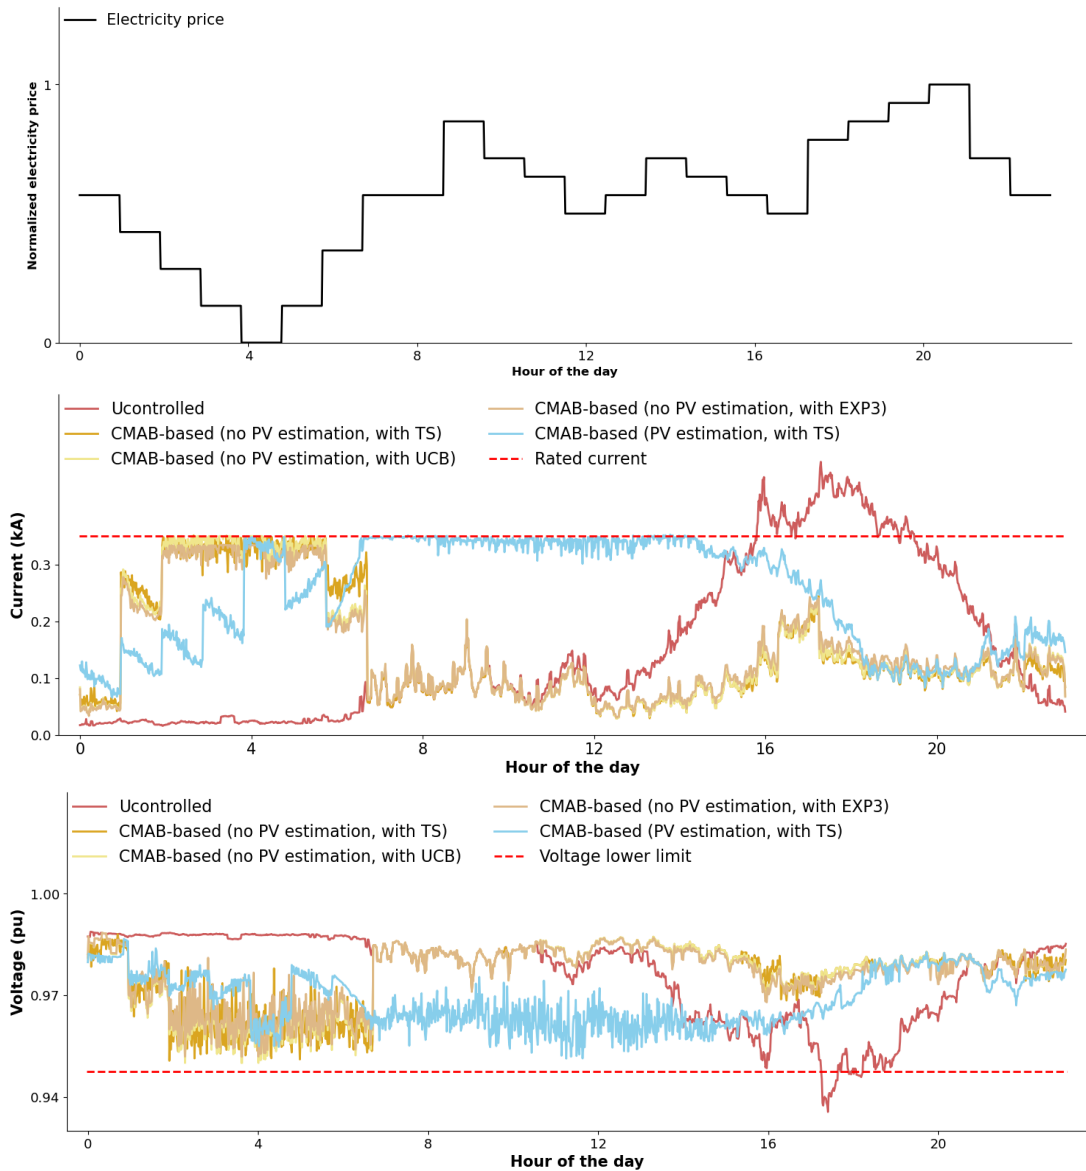 Electricity price
Normalized electricity price
1
0
0
4
8
12
16
20
Hour of the day
Ucontrolled
CMAB-based (no PV estimation, with TS)
CMAB-based (no PV estimation, with UCB)
CMAB-based (no PV estimation, with EXP3)
CMAB-based (PV estimation, with TS)
Rated current
Current (kA)
0.3
0.2
0.1
0.0
0
4
8
12
16
20
Hour of the day
Ucontrolled
CMAB-based (no PV estimation, with TS)
CMAB-based (no PV estimation, with UCB)
CMAB-based (no PV estimation, with EXP3)
CMAB-based (PV estimation, with TS)
Voltage lower limit
Voltage (pu)
1.00
0.97
0.94
0
4
8
12
16
20
Hour of the day